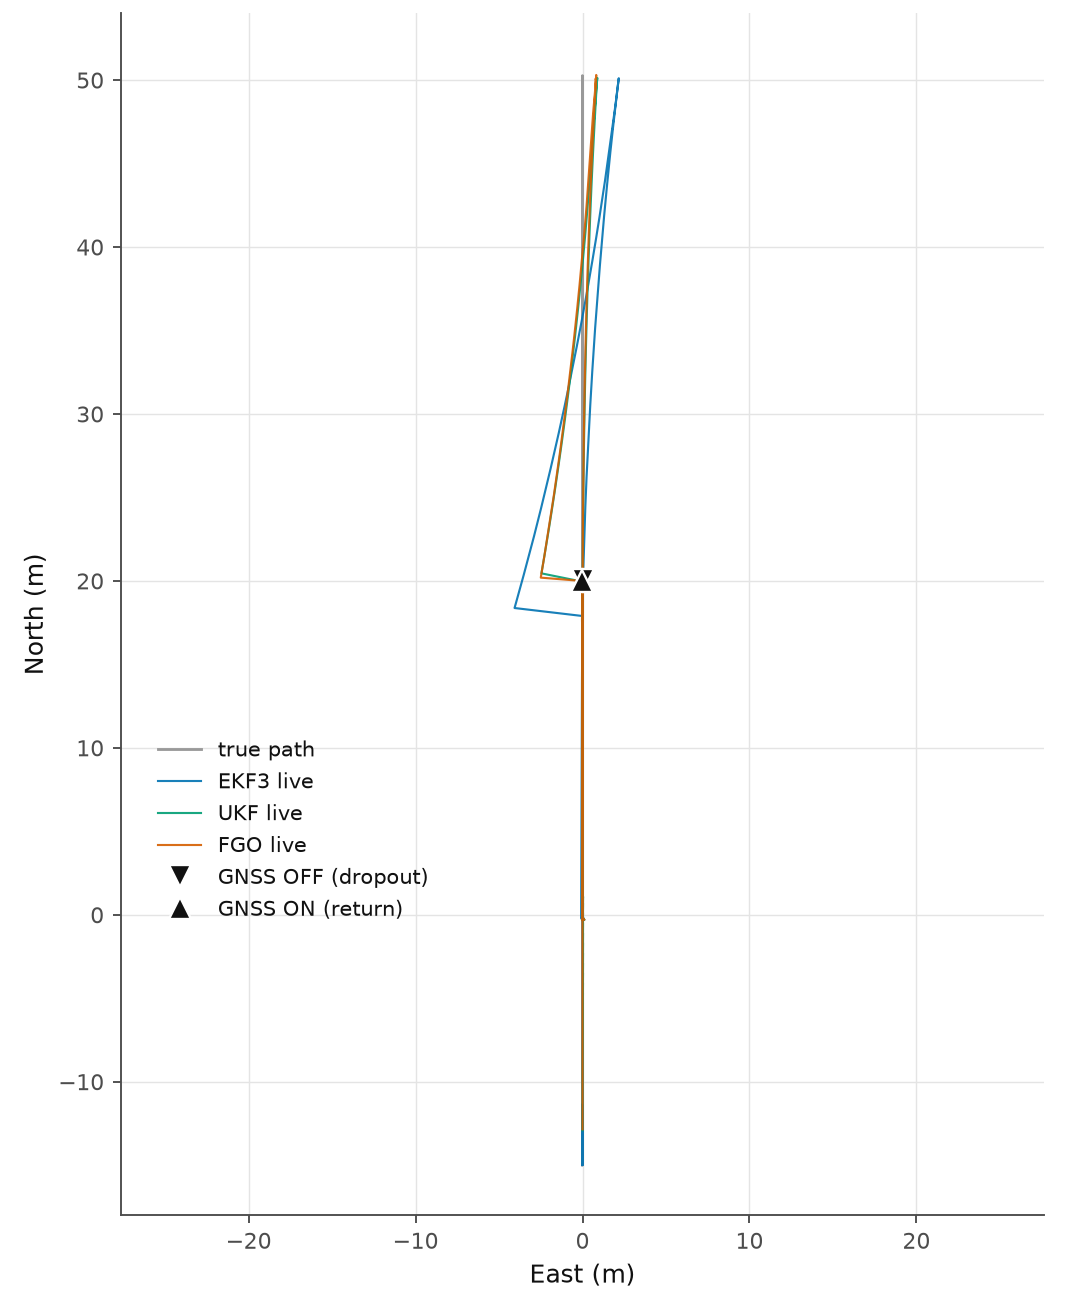 50
40
30
20
10
0
−10
North (m)
true path
EKF3 live
UKF live
FGO live
GNSS OFF (dropout)
GNSS ON (return)
−20
−10
0
10
20
East (m)